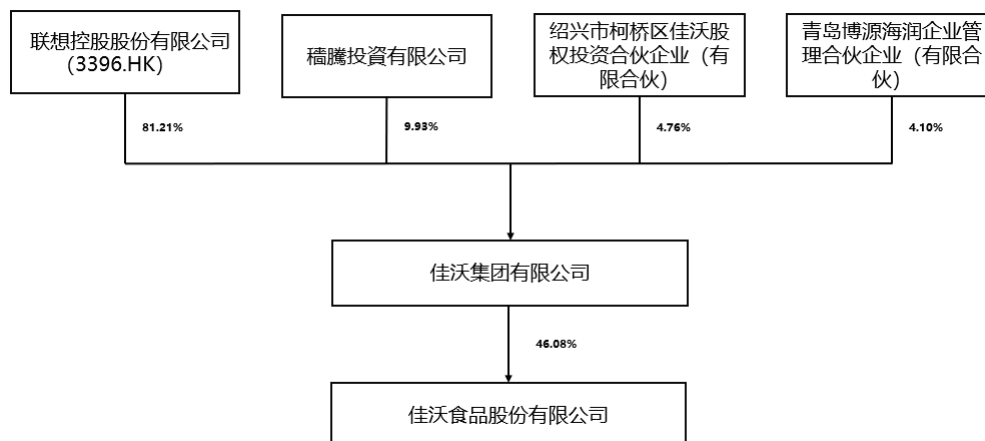 联想控股股份有限公司
（3396.HK）
穑騰投資有限公司
绍兴市柯桥区佳沃股
权投资合伙企业（有
限合伙）
青岛博源海润企业管
理合伙企业（有限合
伙）
81.21%
9.93%
4.76%
4.10%
佳沃集团有限公司
46.08%
佳沃食品股份有限公司